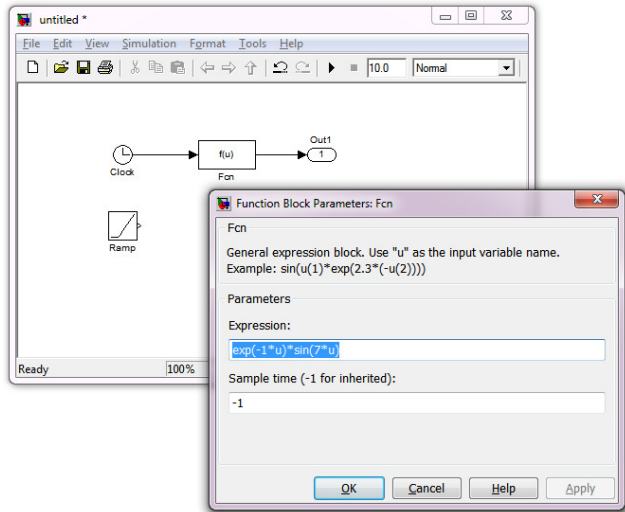 untitled *
File Edit View Simulation Format Tools Help
10.0 Normal
Out1
f(u)
1
Clock
Fcn
Ramp
Ready 100%
Function Block Parameters: Fcn
Fcn
General expression block. Use "u" as the input variable name.
Example: sin(u(1)*exp(2.3*(-u(2))))
Parameters
Expression:
exp(-1*u)*sin(7*u)
Sample time (-1 for inherited):
-1
OK Cancel Help Apply